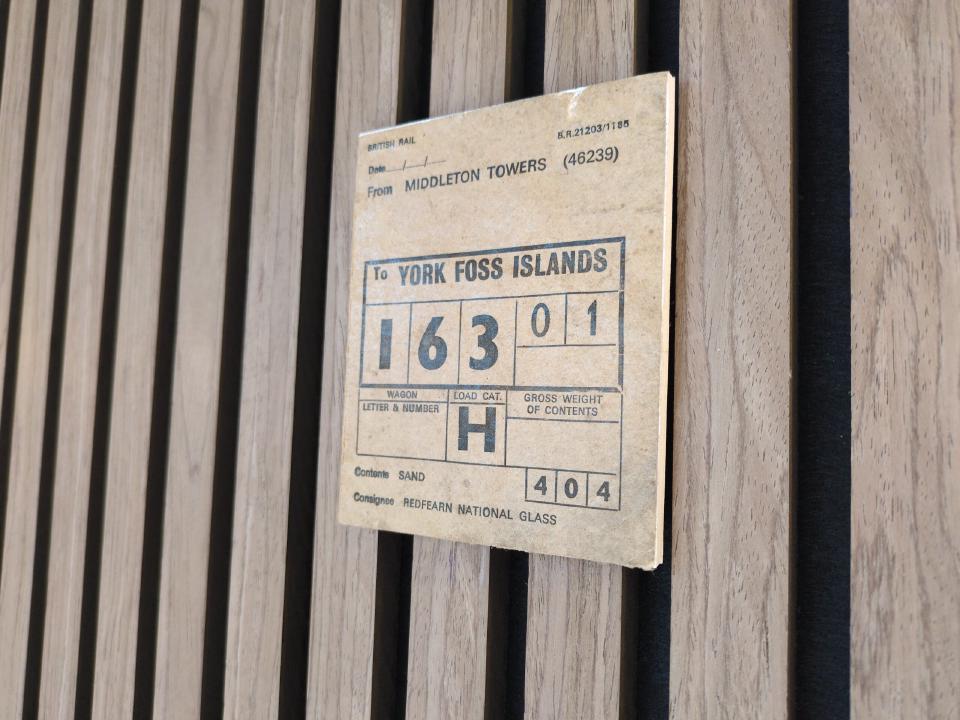 BRITISH RAIL B.R.21203/1185
Date / /
From MIDDLETON TOWERS (46239)
To YORK FOSS ISLANDS
163 01
WAGON LETTER & NUMBER
LOAD CAT.
GROSS WEIGHT OF CONTENTS
H
Contents SAND
404
Consignee REDFEARN NATIONAL GLASS